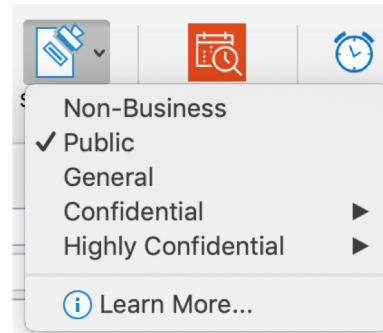 Non-Business
Public
General
Confidential
Highly Confidential
Learn More...